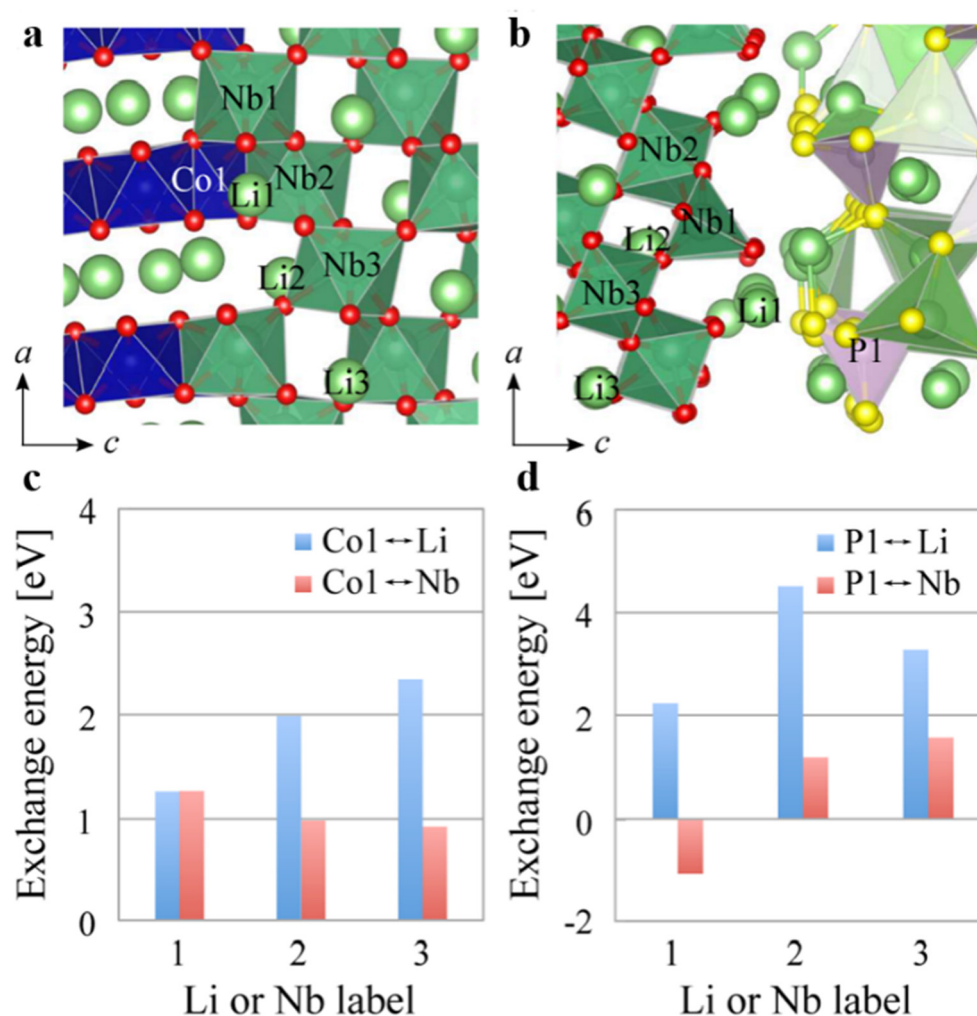 a
b
Nb1
Co1
Li1
Nb2
Li2
Nb3
Li3
a
c
Nb2
Nb1
Li2
Nb3
Li1
P1
Li3
a
c
c
d
Exchange energy [eV]
4
3
2
1
0
Co1↔Li
Co1↔Nb
1 2 3
Li or Nb label
Exchange energy [eV]
6
4
2
0
-2
P1↔Li
P1↔Nb
1 2 3
Li or Nb label